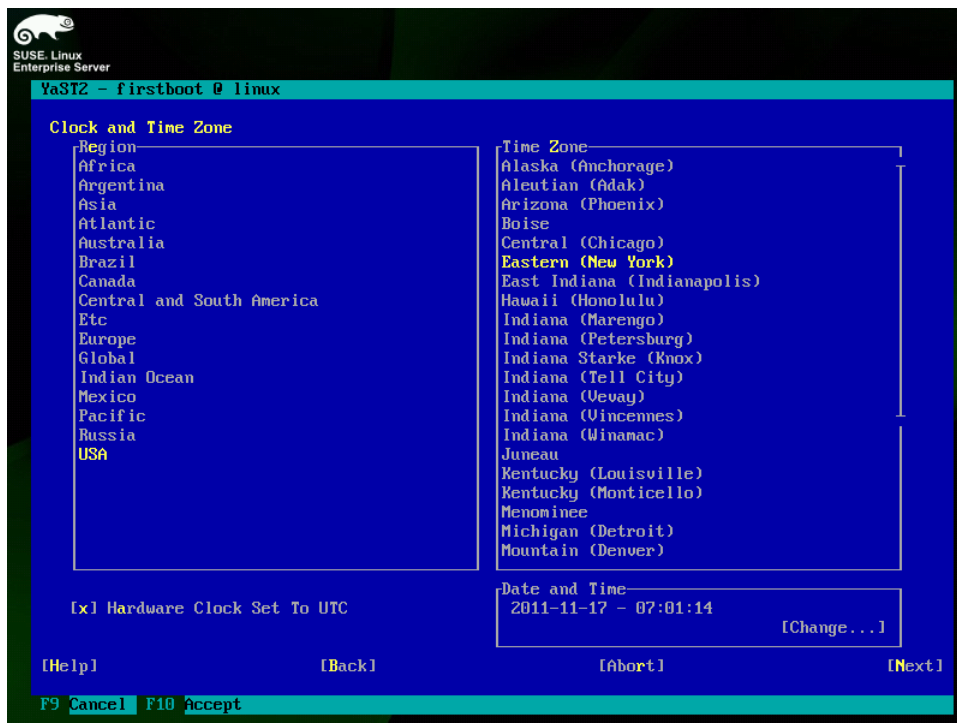 SUSE. Linux
Enterprise Server
YaST2 - firstboot @ linux
Clock and Time Zone
Region
Africa
Argentina
Asia
Atlantic
Australia
Brazil
Canada
Central and South America
Etc
Europe
Global
Indian Ocean
Mexico
Pacific
Russia
USA
Time Zone
Alaska (Anchorage)
Aleutian (Adak)
Arizona (Phoenix)
Boise
Central (Chicago)
Eastern (New York)
East Indiana (Indianapolis)
Hawaii (Honolulu)
Indiana (Marengo)
Indiana (Petersburg)
Indiana Starke (Knox)
Indiana (Tell City)
Indiana (Vevay)
Indiana (Vincennes)
Indiana (Winamac)
Juneau
Kentucky (Louisville)
Kentucky (Monticello)
Menominee
Michigan (Detroit)
Mountain (Denver)
[x] Hardware Clock Set To UTC
Date and Time
2011-11-17 - 07:01:14
[Change...]
[Help] [Back] [Abort] [Next]
F9 Cancel F10 Accept